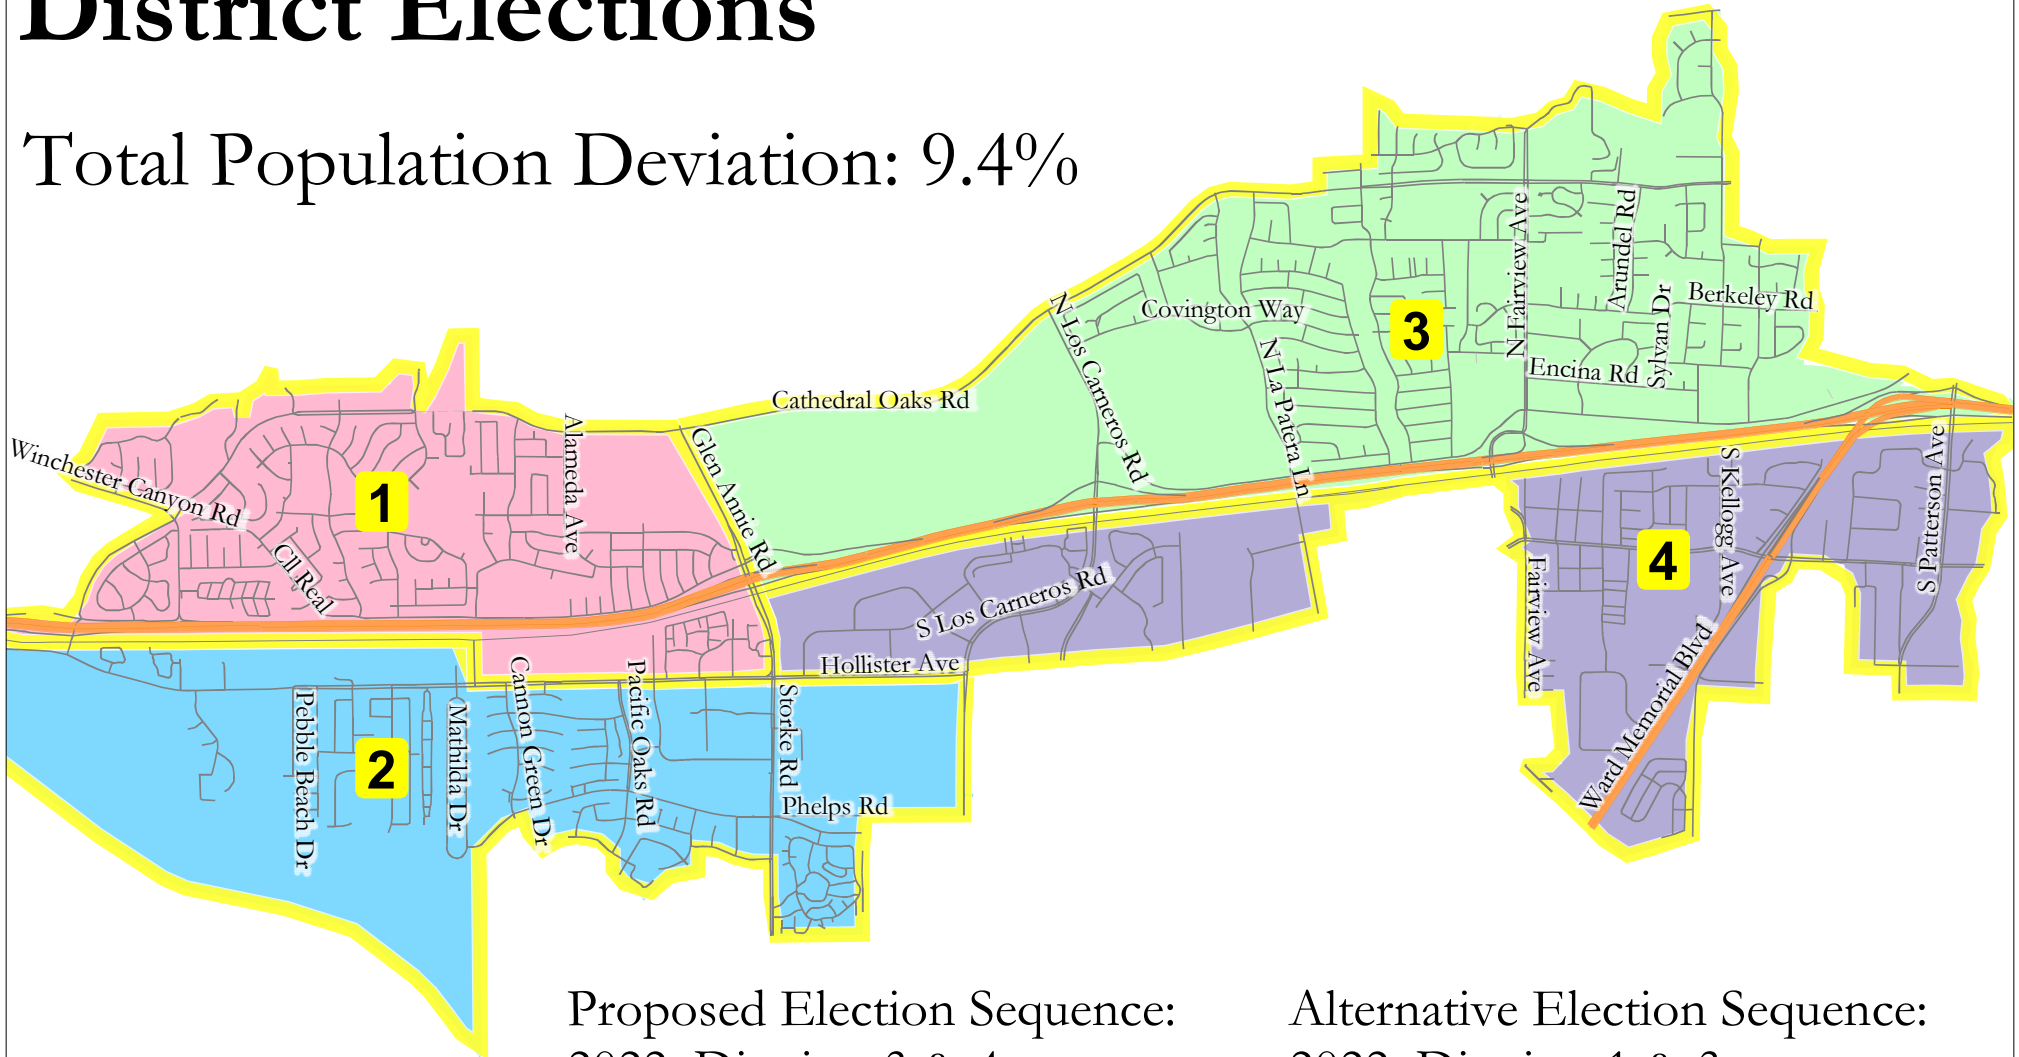 District Elections
Total Population Deviation: 9.4%
N Fairview Ave
Arundel Rd
Berkeley Rd
Covington Way
N Los Carneros Rd
3
Sylvan Dr
Encina Rd
N La Patera Ln
Cathedral Oaks Rd
Alameda Ave
Glen Annie Rd
Winchester Canyon Rd
1
Cll Real
S Kellogg Ave
S Patterson Ave
4
Fairview Ave
S Los Carneros Rd
Hollister Ave
Ward Memorial Blvd
Cannon Green Dr
Pacific Oaks Rd
Storke Rd
Pebble Beach Dr
Mathilda Dr
2
Phelps Rd
Proposed Election Sequence:
Alternative Election Sequence: